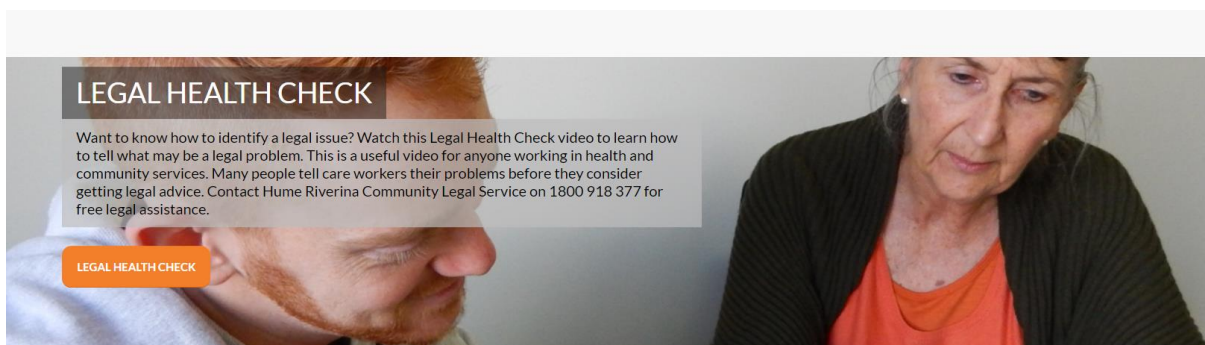 LEGAL HEALTH CHECK
Want to know how to identify a legal issue? Watch this Legal Health Check video to learn how
to tell what may be a legal problem. This is a useful video for anyone working in health and
community services. Many people tell care workers their problems before they consider
getting legal advice. Contact Hume Riverina Community Legal Service on 1800 918 377 for
free legal assistance.
LEGAL HEALTH CHECK